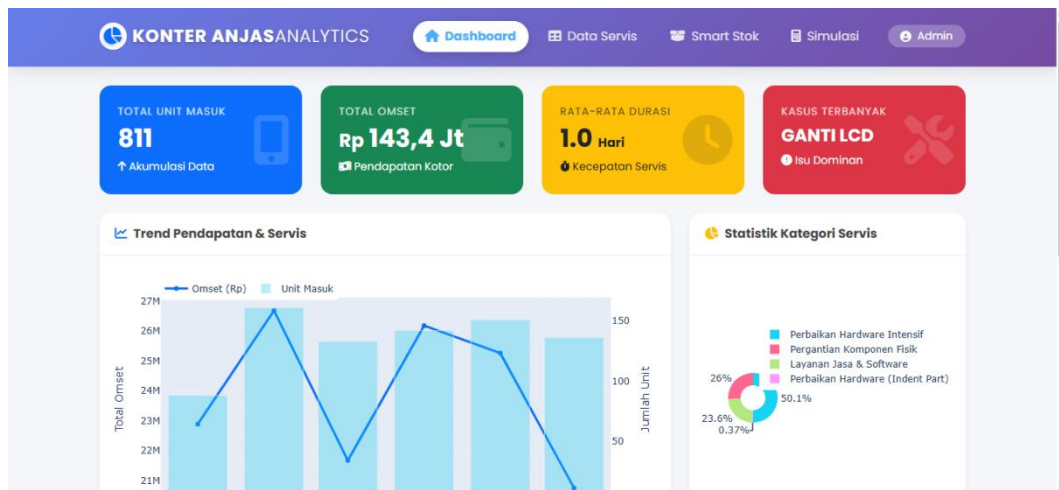 KONTER ANJASANALYTICS
Dashboard
Data Servis
Smart Stok
Simulasi
Admin
TOTAL UNIT MASUK
811
Akumulasi Data
TOTAL OMSET
Rp 143,4 Jt
Pendapatan Kotor
RATA-RATA DURASI
1.0 Hari
Kecepatan Servis
KASUS TERBANYAK
GANTI LCD
Isu Dominan
Trend Pendapatan & Servis
Omset (Rp)
Unit Masuk
27M
26M
25M
24M
23M
22M
21M
Total Omset
150
100
50
Jumlah Unit
Statistik Kategori Servis
Perbaikan Hardware Intensif
Pergantian Komponen Fisik
Layanan Jasa & Software
Perbaikan Hardware (Indent Part)
26%
50.1%
23.6%
0.37%